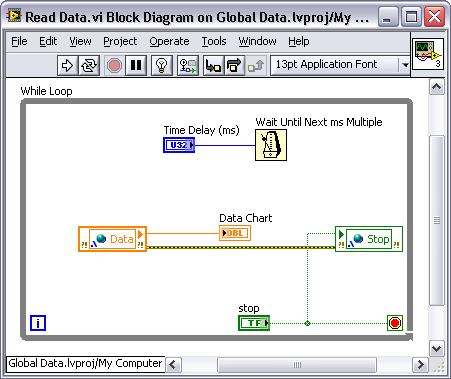 Read Data.vi Block Diagram on Global Data.lvproj/My ...
File Edit View Project Operate Tools Window Help
13pt Application Font
3
While Loop
Time Delay (ms)
Wait Until Next ms Multiple
U32
Data Chart
?! Data ?!
DBL
?! Stop ?!
stop
i
TF
Global Data.lvproj/My Computer